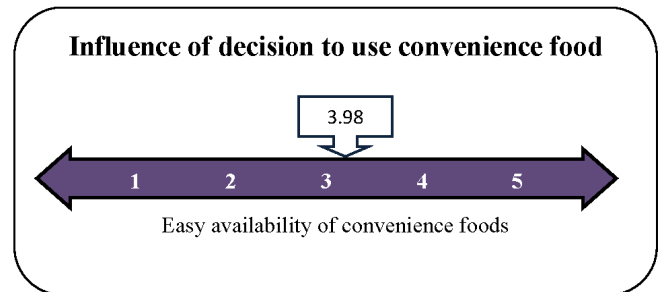 Influence of decision to use convenience food
3.98
1 2 3 4 5
Easy availability of convenience foods